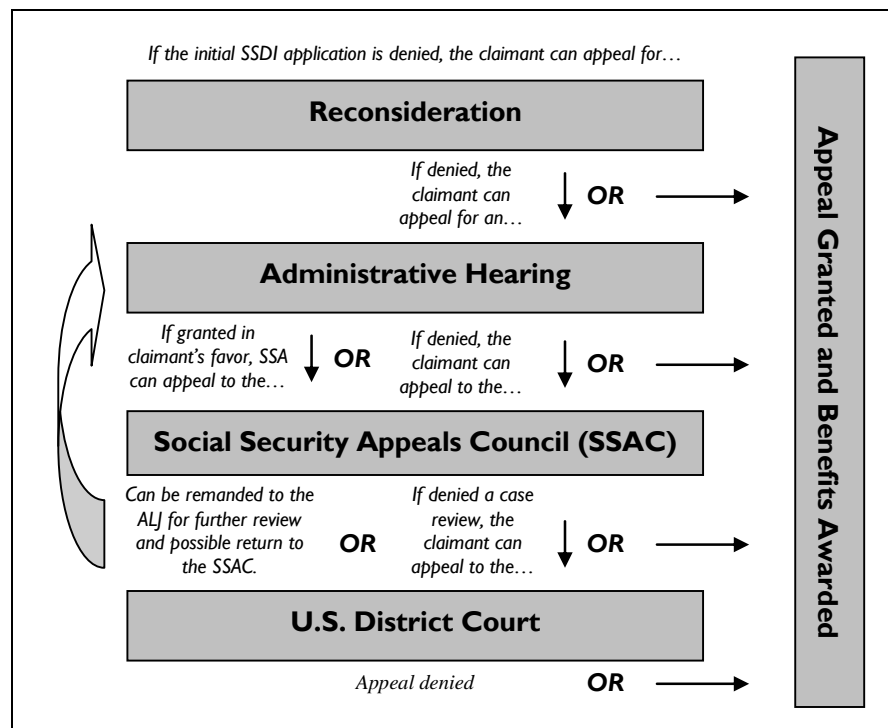 If the initial SSDI application is denied, the claimant can appeal for…
Reconsideration
If denied, the
claimant can
appeal for an…
OR
Administrative Hearing
If granted in
claimant's favor, SSA
can appeal to the…
OR
If denied, the
claimant can
appeal to the…
OR
Social Security Appeals Council (SSAC)
Can be remanded to the
ALJ for further review
and possible return to
the SSAC.
OR
If denied a case
review, the
claimant can
appeal to the…
OR
U.S. District Court
Appeal denied
OR
Appeal Granted and Benefits Awarded